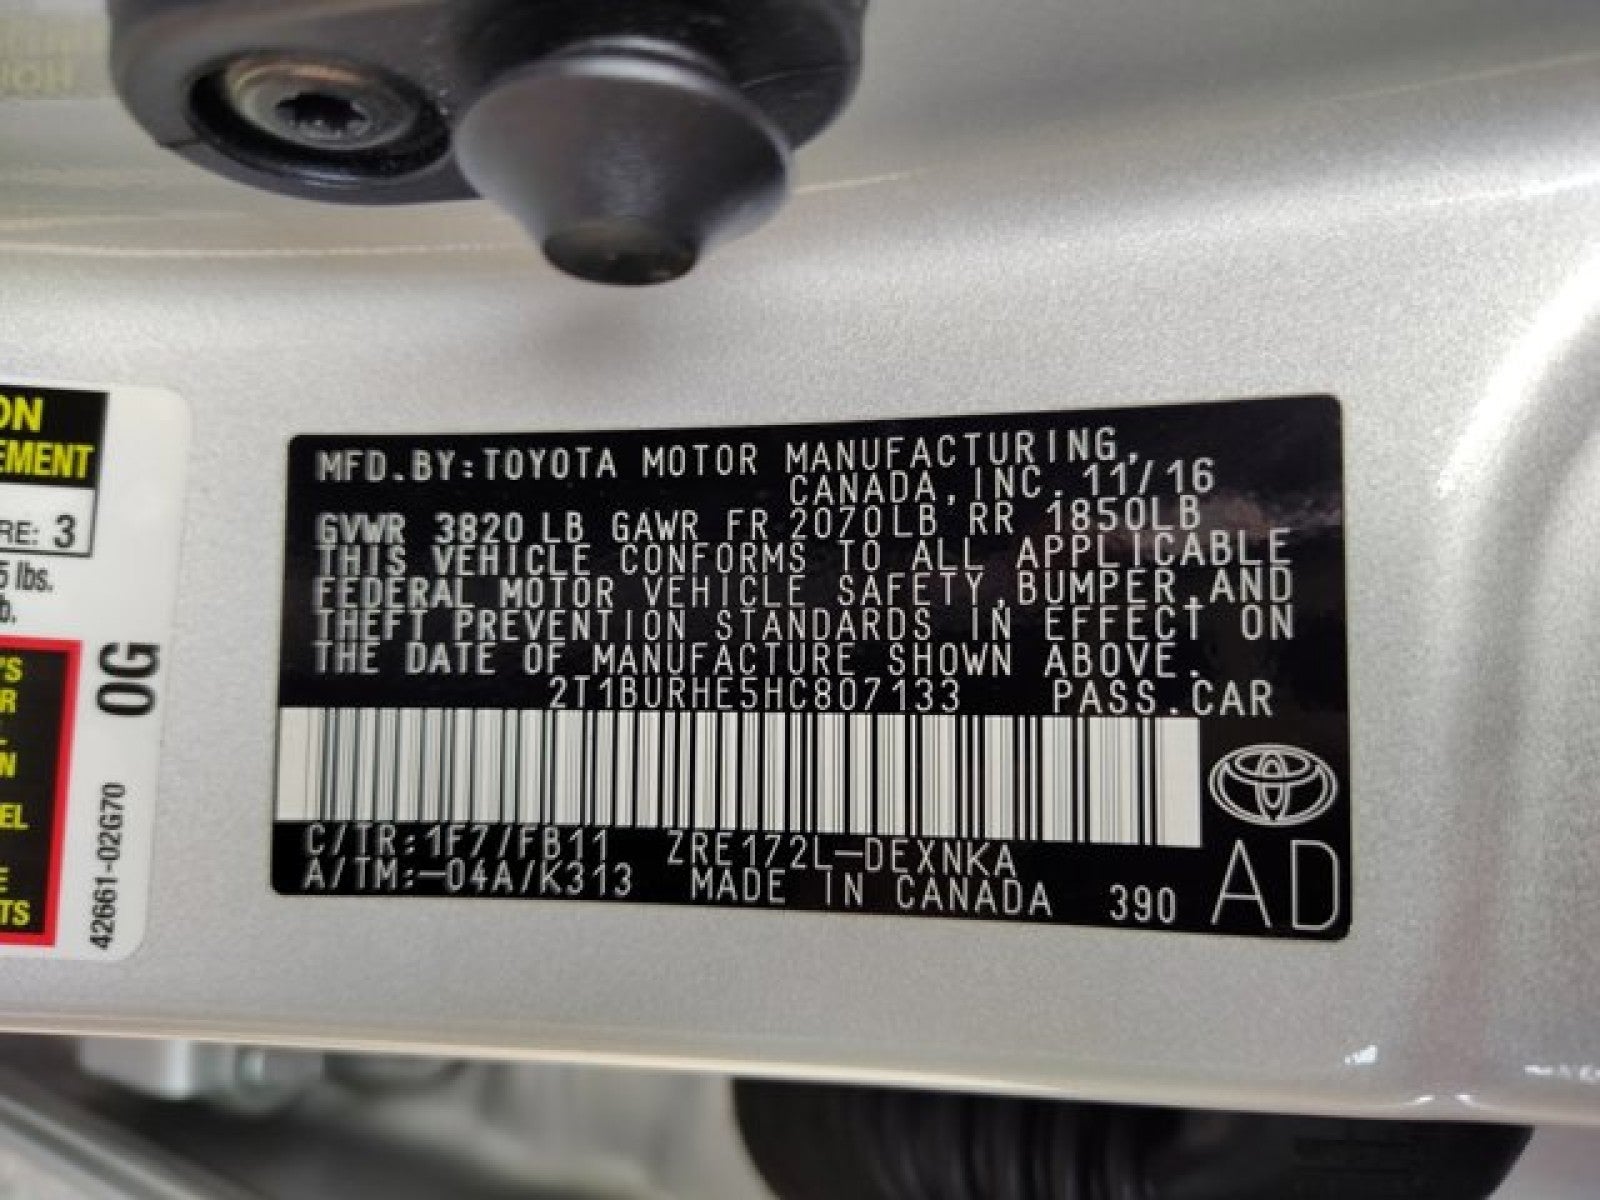 ON
EMENT
RE: 3
5 lbs.
b.
'S
R
N
EL
E
TS
0G
42661-02G70
MFD.BY:TOYOTA MOTOR MANUFACTURING,
CANADA,INC. 11/16
GVWR 3820 LB GAWR FR 2070LB RR 1850LB
THIS VEHICLE CONFORMS TO ALL APPLICABLE
FEDERAL MOTOR VEHICLE SAFETY,BUMPER,AND
THEFT PREVENTION STANDARDS IN EFFECT ON
THE DATE OF MANUFACTURE SHOWN ABOVE.
2T1BURHE5HC807133 PASS.CAR
C/TR:1F7/FB11 ZRE172L-DEXNKA
A/TM:-04A/K313 MADE IN CANADA 390
AD